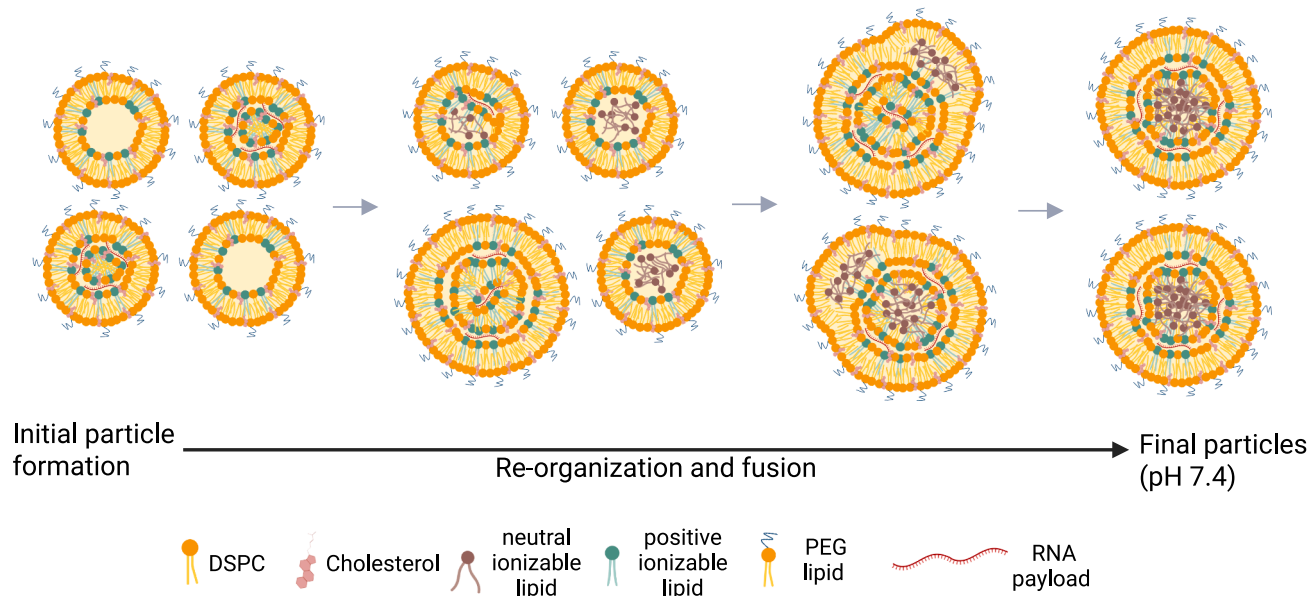 Initial particle
formation
Re-organization and fusion
Final particles
(pH 7.4)
DSPC
Cholesterol
neutral
ionizable
lipid
positive
ionizable
lipid
PEG
lipid
RNA
payload